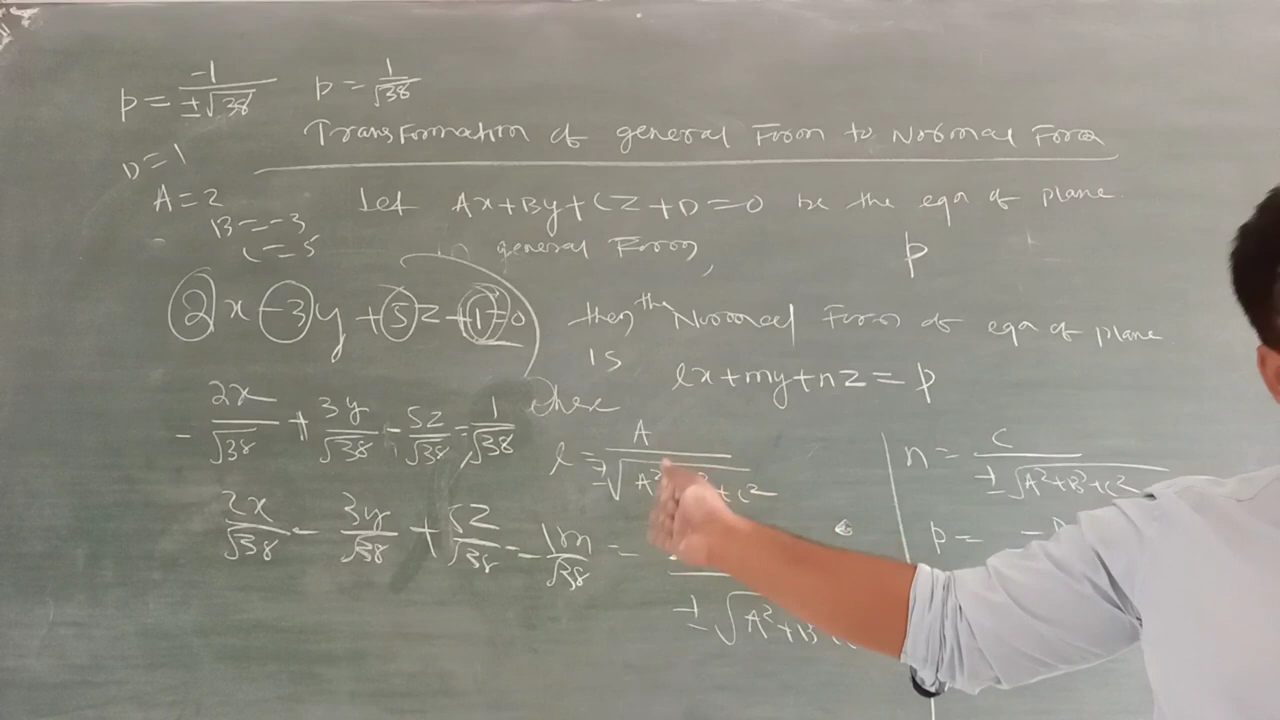 p = -1/±√38 p = 1/√38
Transformation of general Form to Normal Form
D = 1
A = 2
B = -3
C = 5
Let Ax+By+Cz+D=0 be the eqn of plane.
in general Form,
p
2x-3y+5z+1=0
then the Normal Form of eqn of plane.
is lx+my+nz=p
where
-2x/√38 + 3y/√38 - 5z/√38 = 1/√38
l = A/±√A²+B²+C²
n = C/±√A²+B²+C²
2x/√38 - 3y/√38 + 5z/√38 = -1/√38
m = ±√A²+B²
p = -D